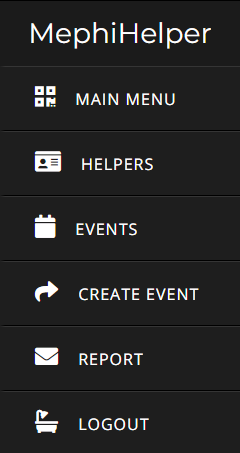 MephiHelper
MAIN MENU
HELPERS
EVENTS
CREATE EVENT
REPORT
LOGOUT